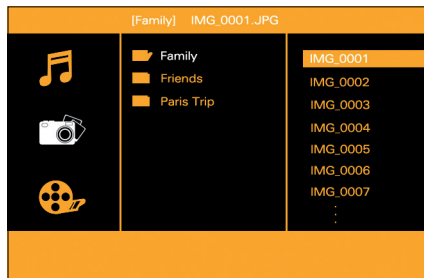 [Family] IMG_0001.JPG
Family
Friends
Paris Trip
IMG_0001
IMG_0002
IMG_0003
IMG_0004
IMG_0005
IMG_0006
IMG_0007